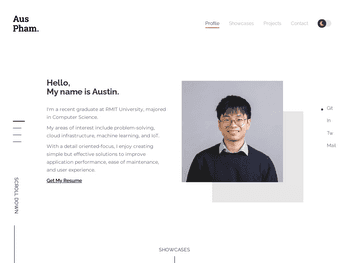 Aus
Pham.
Profile
Showcases
Projects
Contact
Hello,
My name is Austin.
I'm a recent graduate at RMIT University, majored
in Computer Science.
My areas of interest include problem-solving,
cloud infrastructure, machine learning, and IoT.
With a detail oriented-focus, I enjoy creating
simple but effective solutions to improve
application performance, ease of maintenance,
and user experience.
Get My Resume
Git
In
Tw
Mail
SCROLL DOWN
SHOWCASES